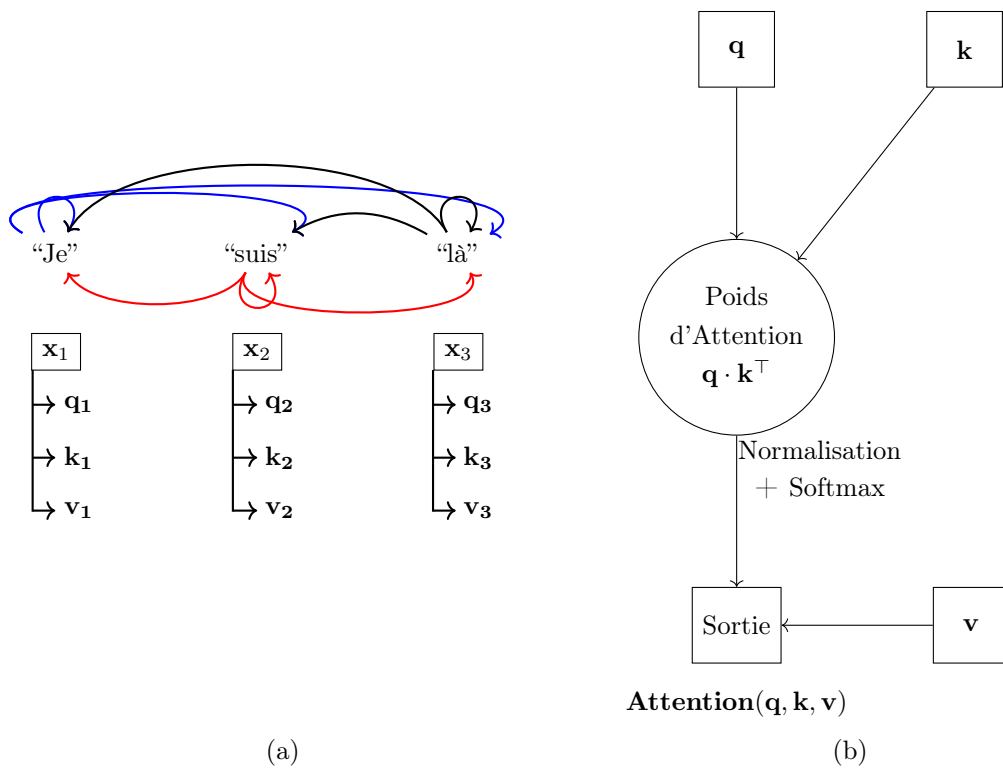 “Je” “suis” “là”
x₁ x₂ x₃
q₁ q₂ q₃
k₁ k₂ k₃
v₁ v₂ v₃
(a)
q k
Poids
d'Attention
q · k⊤
Normalisation
+ Softmax
Sortie v
Attention(q, k, v)
(b)